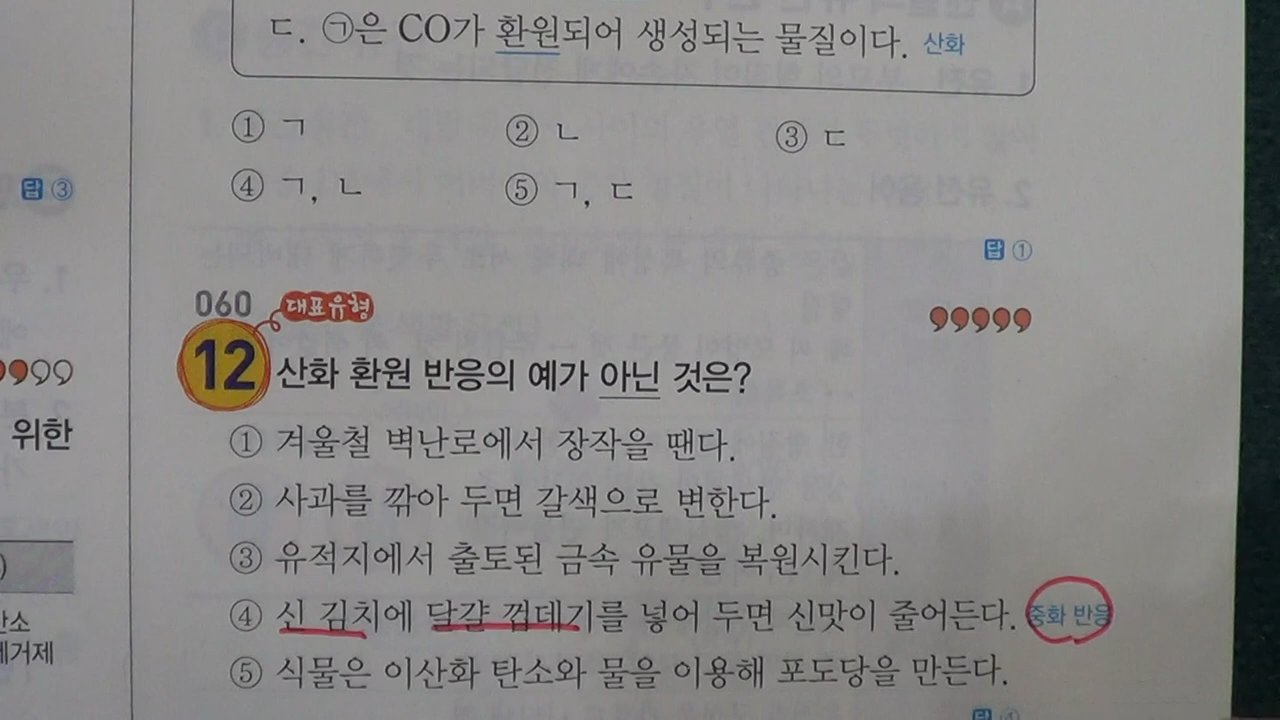 ㄷ. ㉠은 CO가 환원되어 생성되는 물질이다. 산화
① ㄱ ② ㄴ ③ ㄷ
④ ㄱ, ㄴ ⑤ ㄱ, ㄷ
답 ①
답 ③
위한
060 대표유형
12 산화 환원 반응의 예가 아닌 것은?
① 겨울철 벽난로에서 장작을 땐다.
② 사과를 깎아 두면 갈색으로 변한다.
③ 유적지에서 출토된 금속 유물을 복원시킨다.
④ 신 김치에 달걀 껍데기를 넣어 두면 신맛이 줄어든다. 중화 반응
⑤ 식물은 이산화 탄소와 물을 이용해 포도당을 만든다.
답 ④